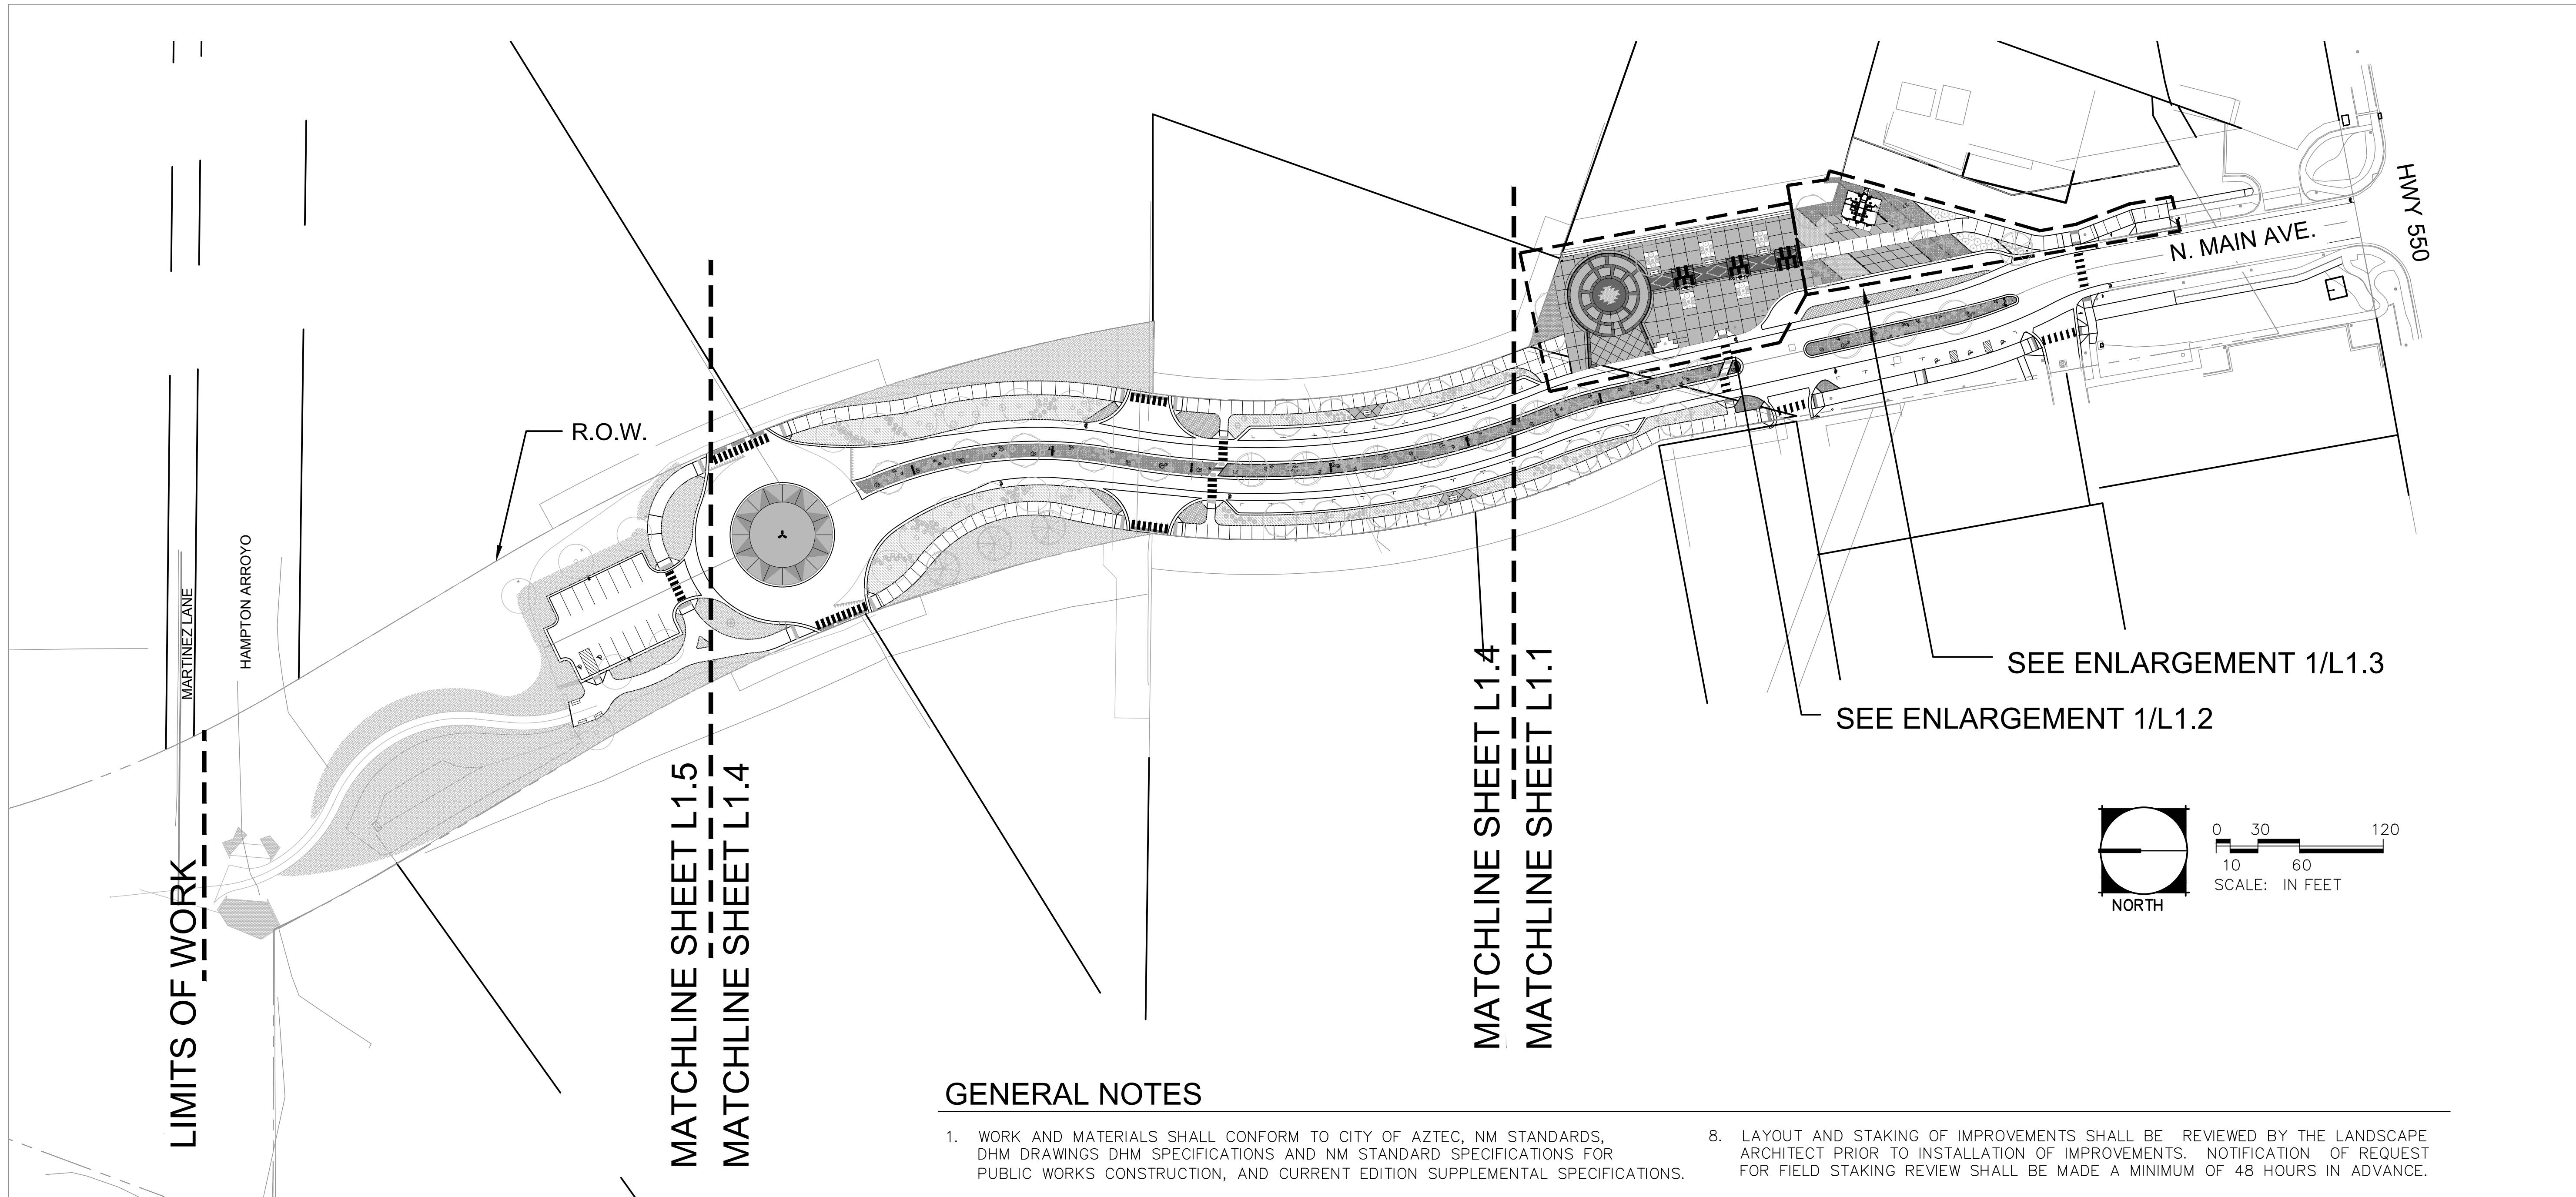 HWY 550
N. MAIN AVE.
R.O.W.
MARTINEZ LANE
HAMPTON ARROYO
SEE ENLARGEMENT 1/L1.3
SEE ENLARGEMENT 1/L1.2
LIMITS OF WORK
MATCHLINE SHEET L1.5
MATCHLINE SHEET L1.4
MATCHLINE SHEET L1.4
MATCHLINE SHEET L1.1
NORTH
0 30 120
10 60
SCALE: IN FEET
GENERAL NOTES
1. WORK AND MATERIALS SHALL CONFORM TO CITY OF AZTEC, NM STANDARDS,
DHM DRAWINGS DHM SPECIFICATIONS AND NM STANDARD SPECIFICATIONS FOR
PUBLIC WORKS CONSTRUCTION, AND CURRENT EDITION SUPPLEMENTAL SPECIFICATIONS.
8. LAYOUT AND STAKING OF IMPROVEMENTS SHALL BE REVIEWED BY THE LANDSCAPE
ARCHITECT PRIOR TO INSTALLATION OF IMPROVEMENTS. NOTIFICATION OF REQUEST
FOR FIELD STAKING REVIEW SHALL BE MADE A MINIMUM OF 48 HOURS IN ADVANCE.